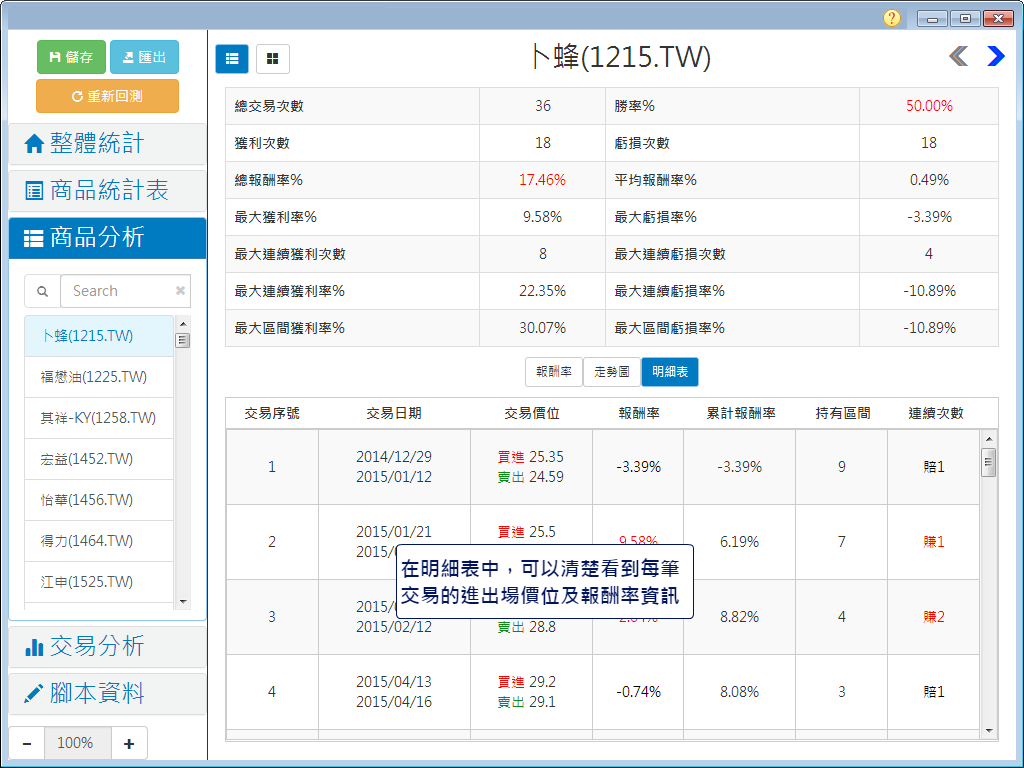 ?
儲存 匯出
重新回測
整體統計
商品統計表
商品分析
Search
卜蜂(1215.TW)
福懋油(1225.TW)
其祥-KY(1258.TW)
宏益(1452.TW)
怡華(1456.TW)
得力(1464.TW)
江申(1525.TW)
交易分析
腳本資料
− 100% +
卜蜂(1215.TW)
總交易次數 36 勝率% 50.00%
獲利次數 18 虧損次數 18
總報酬率% 17.46% 平均報酬率% 0.49%
最大獲利率% 9.58% 最大虧損率% -3.39%
最大連續獲利次數 8 最大連續虧損次數 4
最大連續獲利率% 22.35% 最大連續虧損率% -10.89%
最大區間獲利率% 30.07% 最大區間虧損率% -10.89%
報酬率 走勢圖 明細表
交易序號 交易日期 交易價位 報酬率 累計報酬率 持有區間 連續次數
1 2014/12/29 買進 25.35 -3.39% -3.39% 9 賠1
2015/01/12 賣出 24.59
2 2015/01/21 買進 25.5 9.58% 6.19% 7 賺1
2015/0
3 2015/0 8.82% 4 賺2
2015/02/12 賣出 28.8
在明細表中，可以清楚看到每筆
交易的進出場價位及報酬率資訊
4 2015/04/13 買進 29.2 -0.74% 8.08% 3 賠1
2015/04/16 賣出 29.1